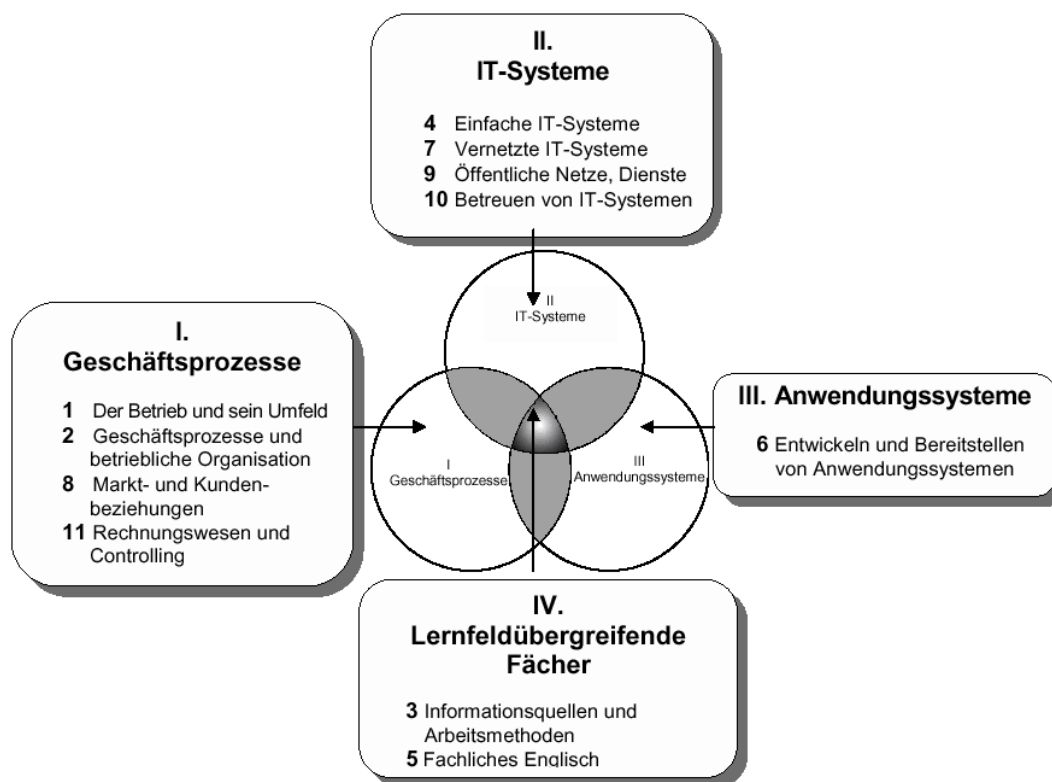 II.
IT-Systeme
4 Einfache IT-Systeme
7 Vernetzte IT-Systeme
9 Öffentliche Netze, Dienste
10 Betreuen von IT-Systemen
I.
Geschäftsprozesse
1 Der Betrieb und sein Umfeld
2 Geschäftsprozesse und
betriebliche Organisation
8 Markt- und Kunden-
beziehungen
11 Rechnungswesen und
Controlling
II
IT-Systeme
I
Geschäftsprozesse
III
Anwendungssysteme
III. Anwendungssysteme
6 Entwickeln und Bereitstellen
von Anwendungssystemen
IV.
Lernfeldübergreifende
Fächer
3 Informationsquellen und
Arbeitsmethoden
5 Fachliches Englisch